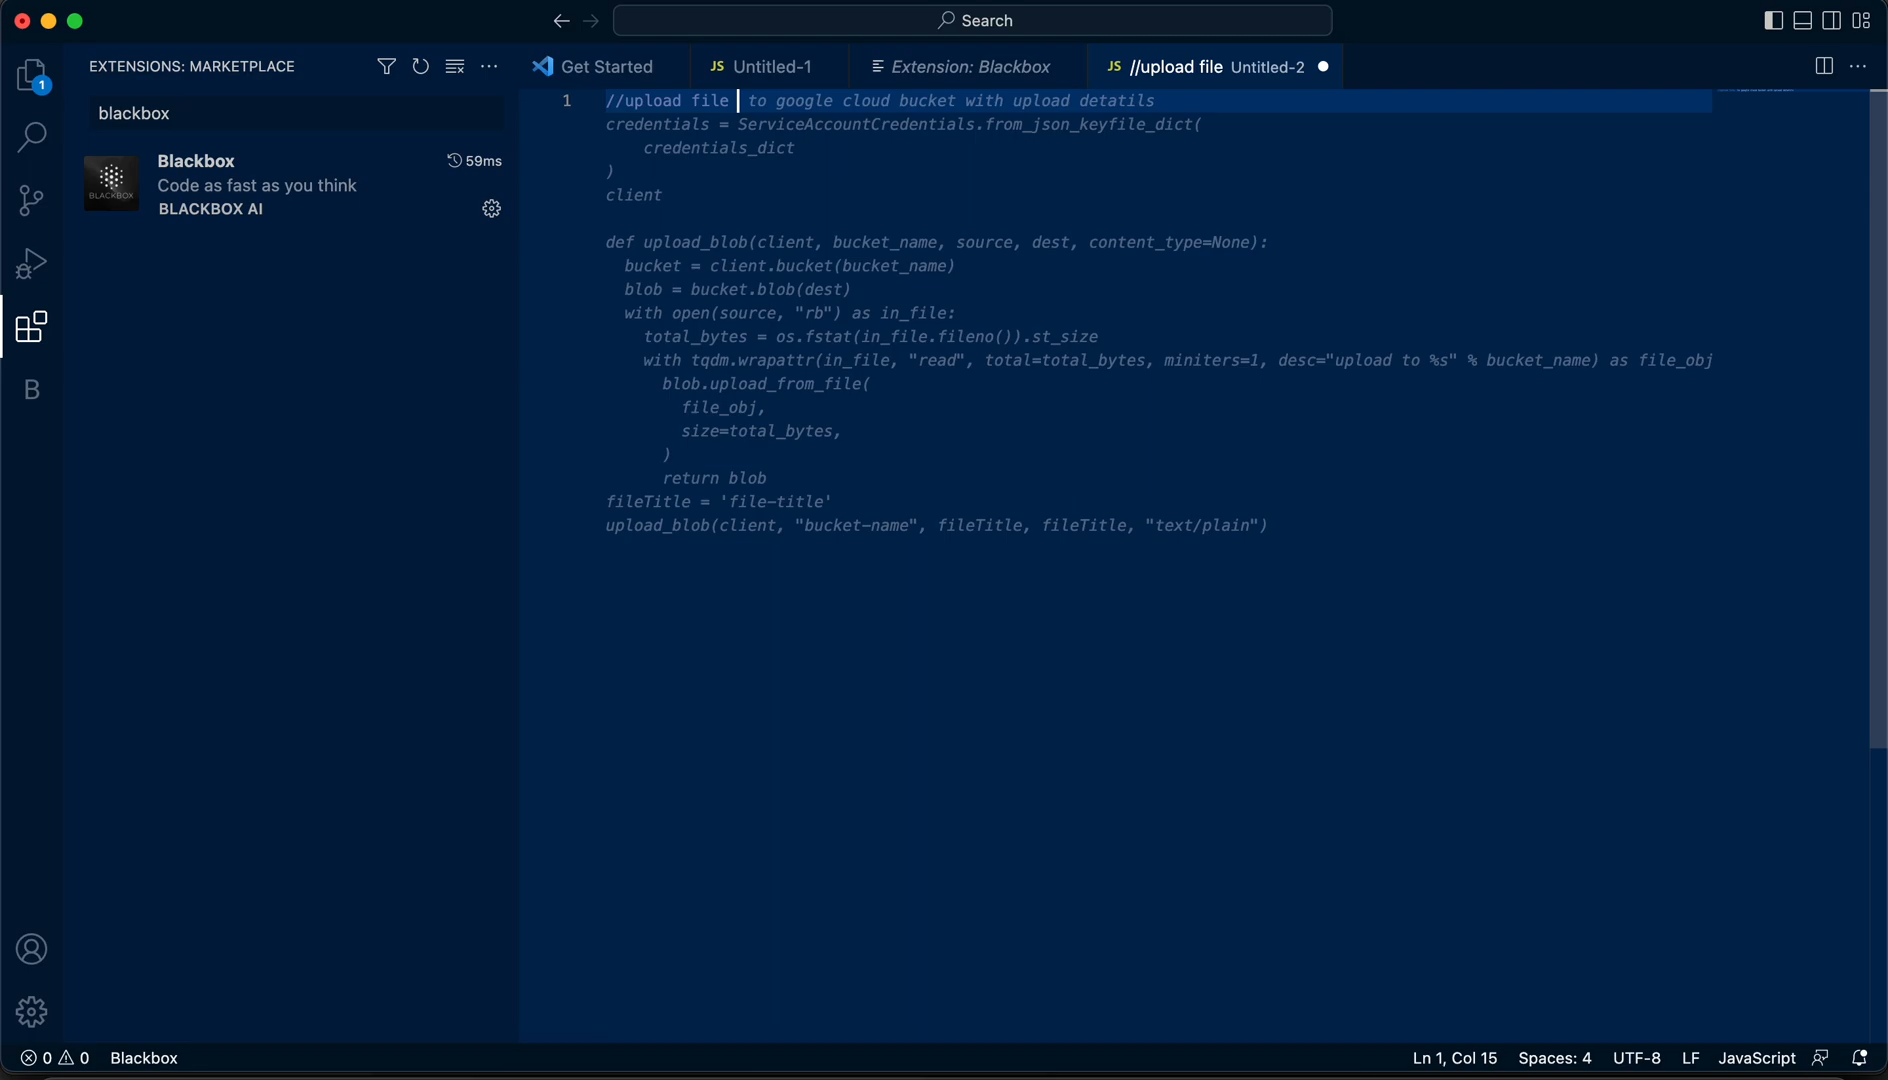 Search
EXTENSIONS: MARKETPLACE
Get Started
JS Untitled-1
Extension: Blackbox
JS //upload file Untitled-2
1
blackbox
Blackbox
59ms
Code as fast as you think
BLACKBOX AI
BLACKBOX
B
1 //upload file to google cloud bucket with upload detatils
credentials = ServiceAccountCredentials.from_json_keyfile_dict(
credentials_dict
)
client
def upload_blob(client, bucket_name, source, dest, content_type=None):
bucket = client.bucket(bucket_name)
blob = bucket.blob(dest)
with open(source, "rb") as in_file:
total_bytes = os.fstat(in_file.fileno()).st_size
with tqdm.wrapattr(in_file, "read", total=total_bytes, miniters=1, desc="upload to %s" % bucket_name) as file_obj
blob.upload_from_file(
file_obj,
size=total_bytes,
)
return blob
fileTitle = 'file-title'
upload_blob(client, "bucket-name", fileTitle, fileTitle, "text/plain")
0 0 Blackbox
Ln 1, Col 15 Spaces: 4 UTF-8 LF JavaScript